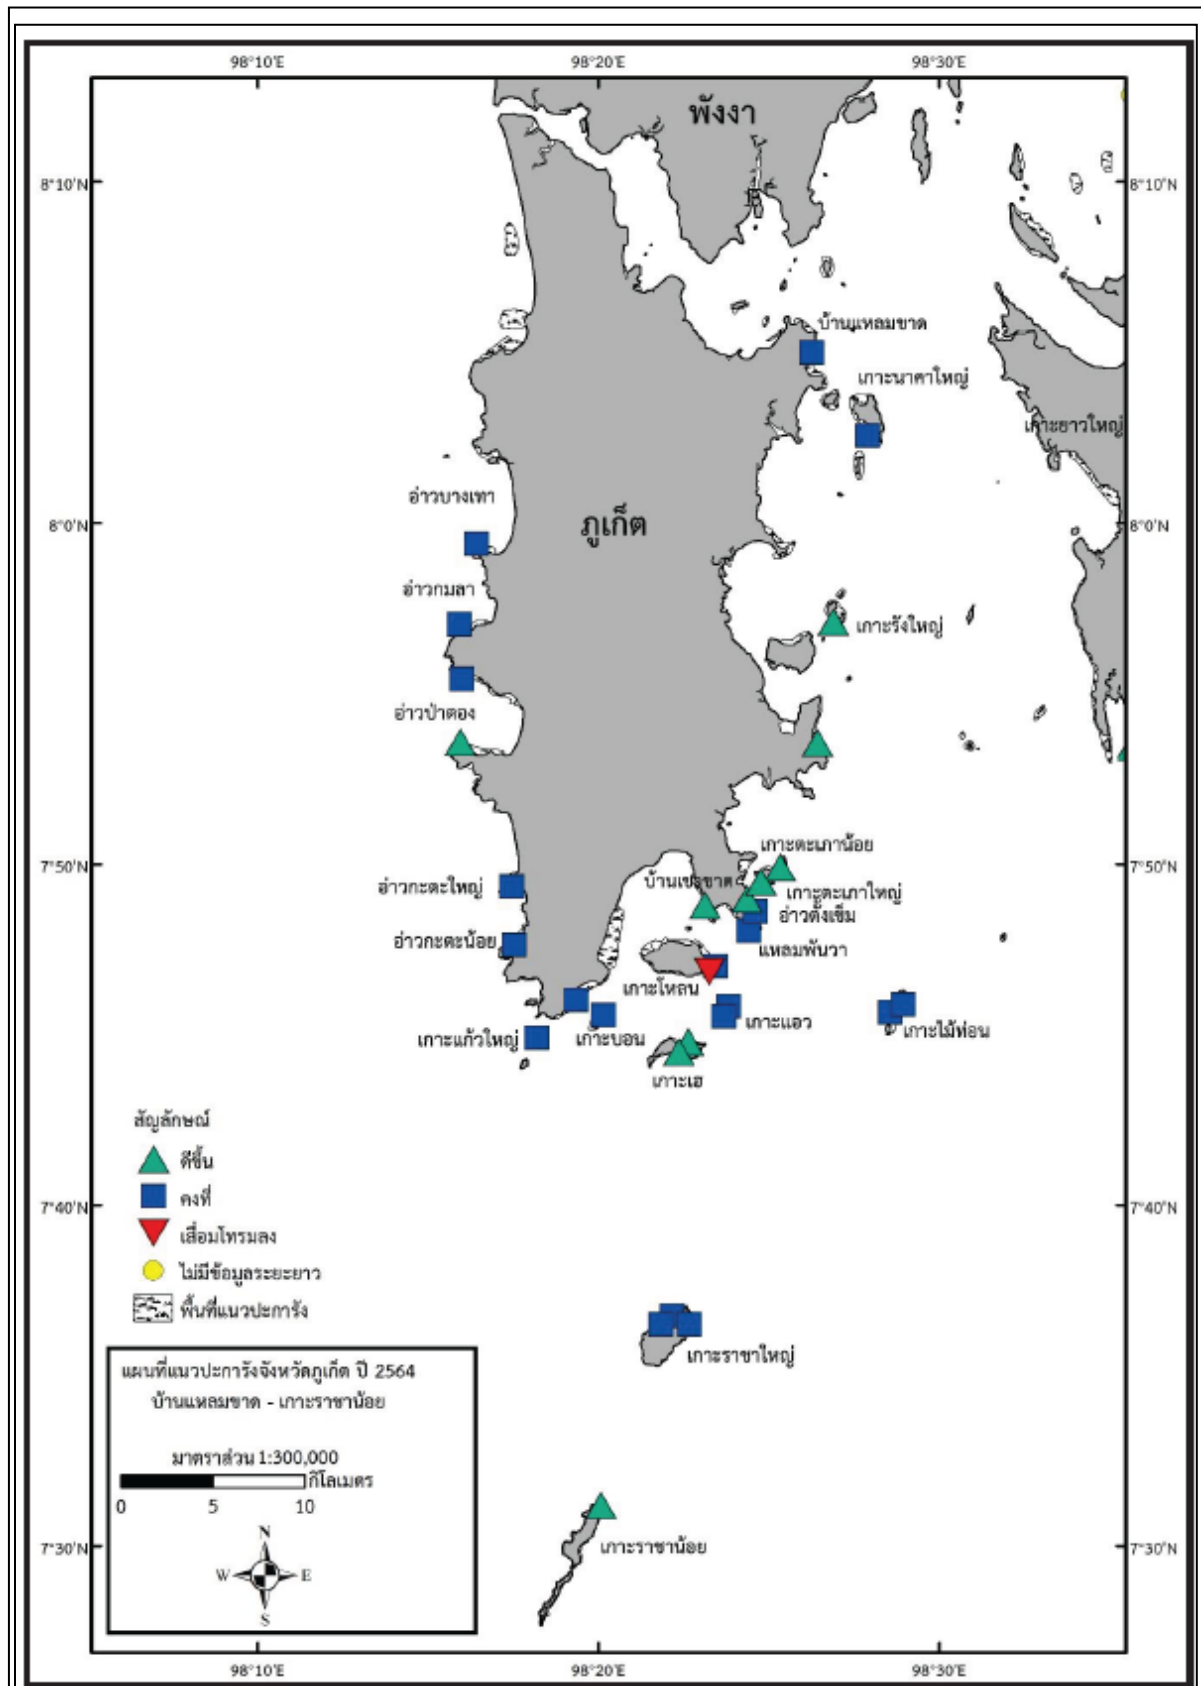 98°10'E 98°20'E 98°30'E
พังงา
8°10'N 8°10'N
บ้านแหลมขาด
เกาะนาคาใหญ่
เกาะยาวใหญ่
อ่าวบางเทา
8°0'N ภูเก็ต 8°0'N
อ่าวกมลา
เกาะรังใหญ่
อ่าวป่าตอง
เกาะตะเภาน้อย
7°50'N 7°50'N
บ้านเขาขาด
อ่าวกะตะใหญ่
เกาะตะเภาใหญ่
อ่าวตั้งเข็ม
อ่าวกะตะน้อย
แหลมพันวา
เกาะโหลน
เกาะแอว
เกาะไม้ท่อน
เกาะแก้วใหญ่
เกาะบอน
เกาะเฮ
สัญลักษณ์
ดีขึ้น
คงที่
7°40'N 7°40'N
เสื่อมโทรมลง
ไม่มีข้อมูลระยะยาว
พื้นที่แนวปะการัง
เกาะราชาใหญ่
แผนที่แนวปะการังจังหวัดภูเก็ต ปี 2564
บ้านแหลมขาด - เกาะราชาน้อย
มาตราส่วน 1:300,000
กิโลเมตร
0 5 10
N
W E
S
7°30'N 7°30'N
เกาะราชาน้อย
98°10'E 98°20'E 98°30'E